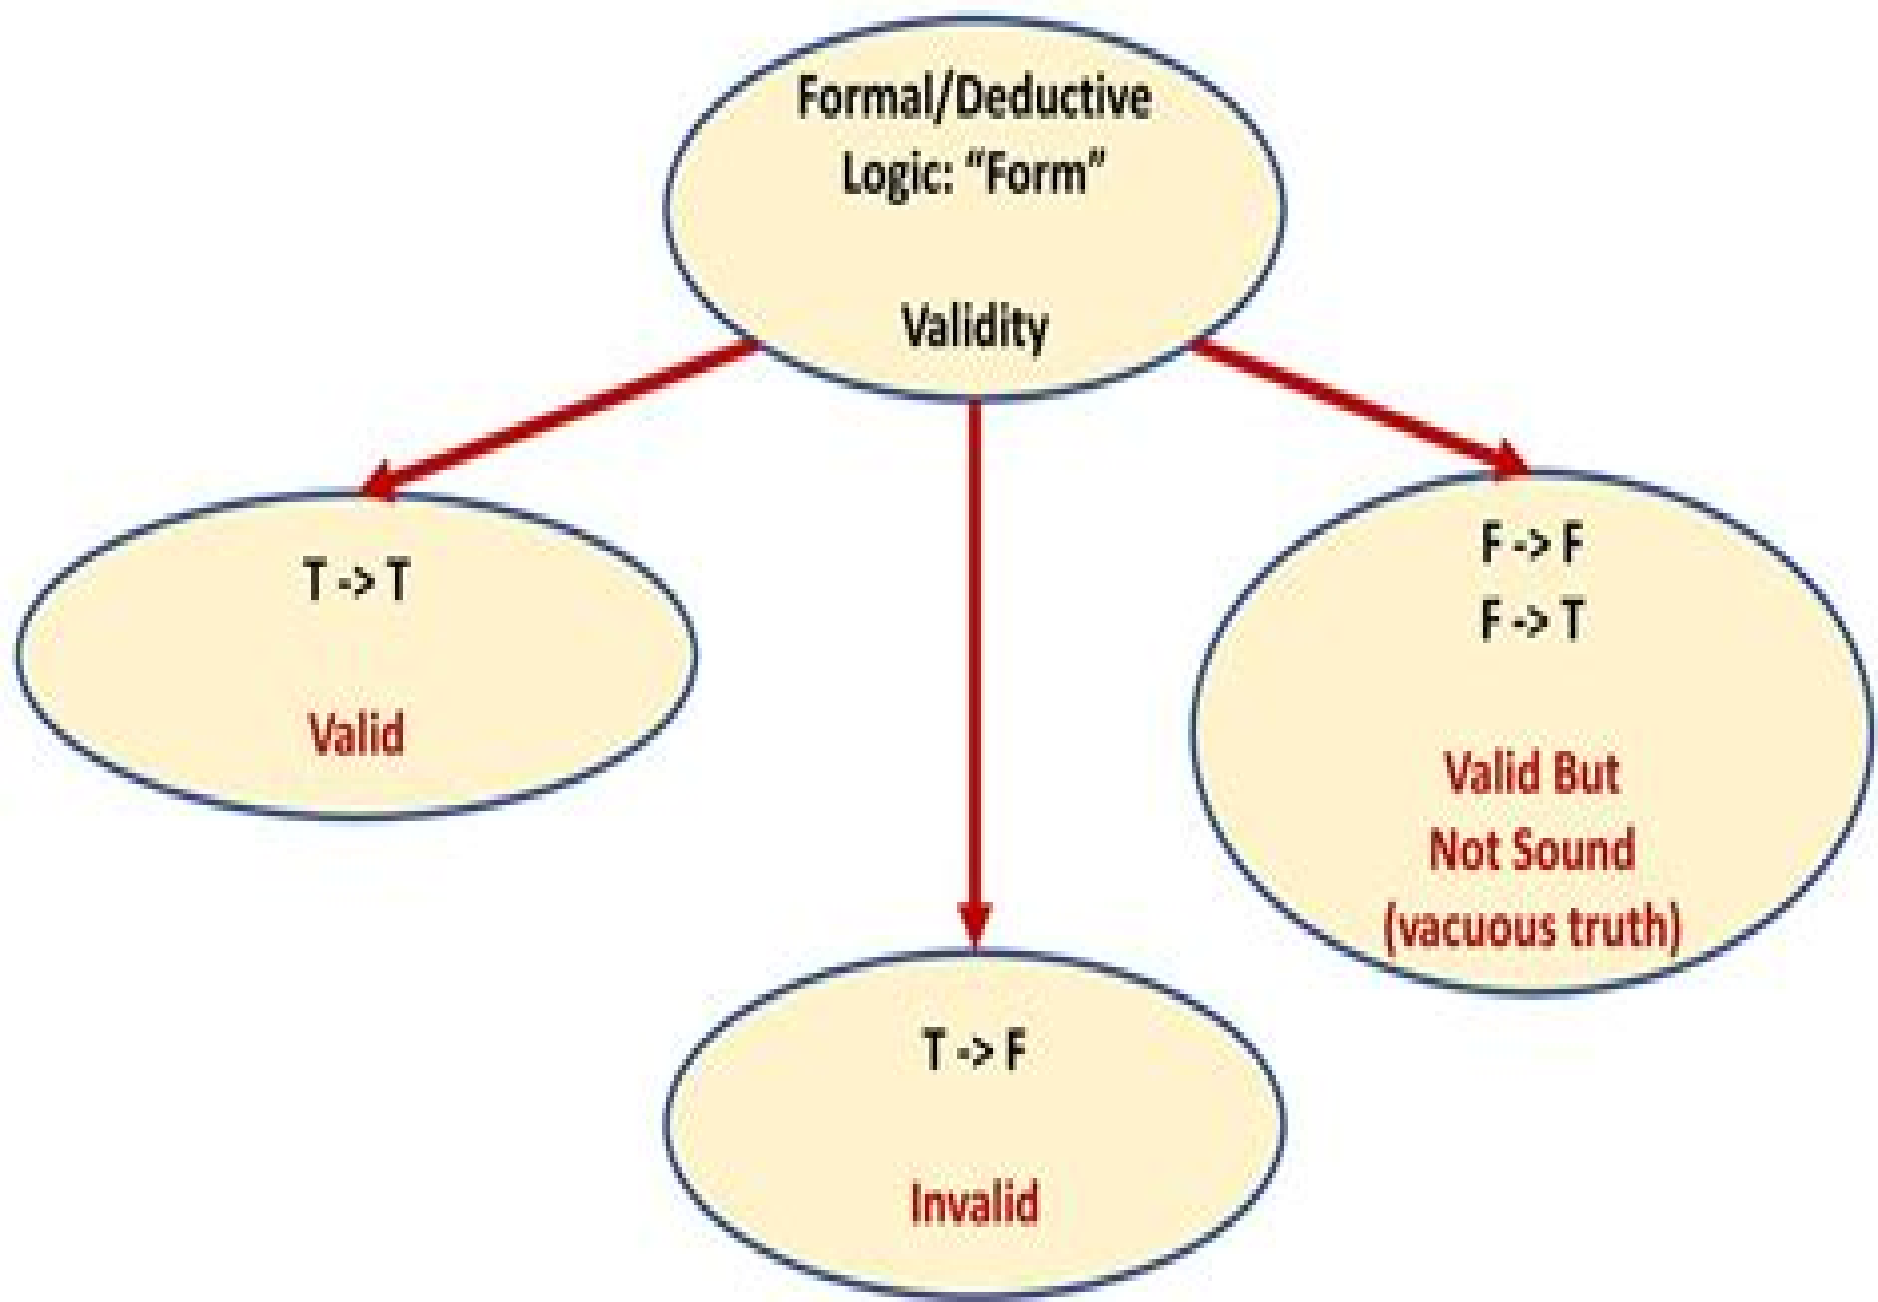 Formal/Deductive
Logic: “Form”
Validity
T -> T
Valid
T -> F
Invalid
F -> F
F -> T
Valid But
Not Sound
(vacuous truth)